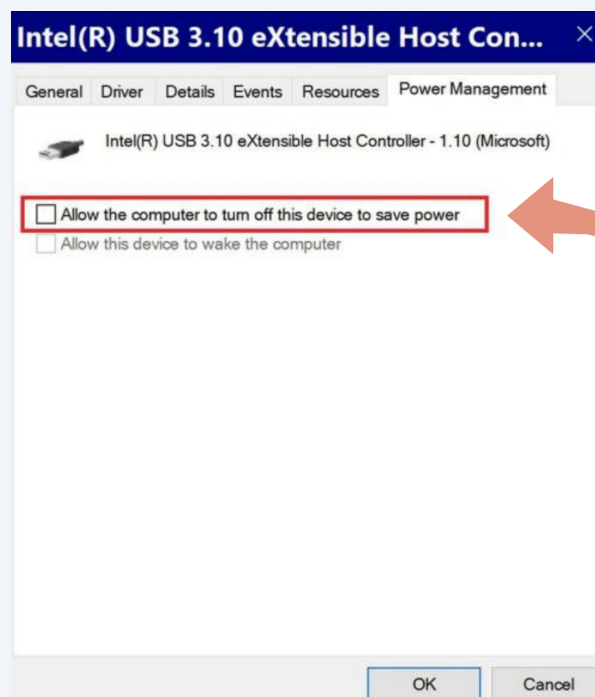 Intel(R) USB 3.10 eXtensible Host Con...
General Driver Details Events Resources Power Management
Intel(R) USB 3.10 eXtensible Host Controller - 1.10 (Microsoft)
Allow the computer to turn off this device to save power
Allow this device to wake the computer
OK Cancel